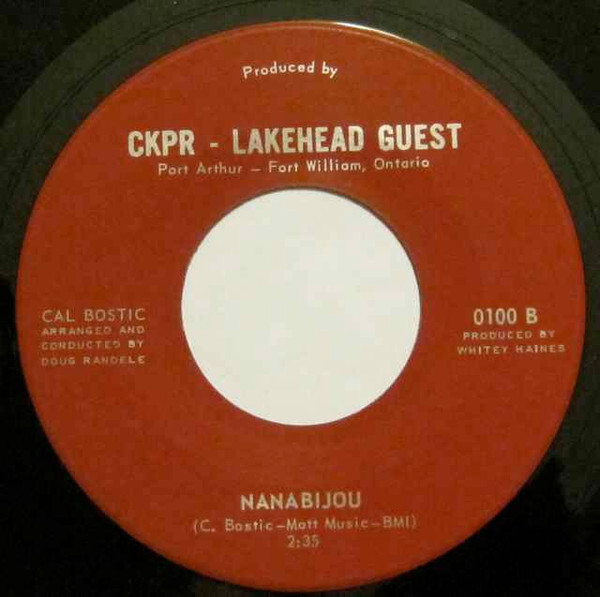 Produced by
CKPR - LAKEHEAD GUEST
Port Arthur — Fort William, Ontario
CAL BOSTIC
ARRANGED AND
CONDUCTED BY
DOUG RANDELE
0100 B
PRODUCED BY
WHITEY HAINES
NANABIJOU
(C. Bostic—Mott Music—BMI)
2:35